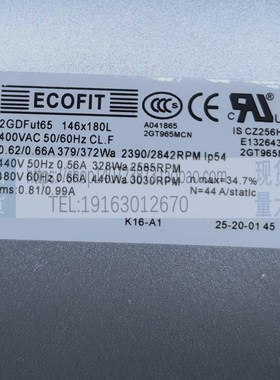 ECOFIT
2GDFut65 146x180L
A041865
2GT965MCN
400VAC 50/60Hz CL.F
IS CZ256H
E132643
0.62/0.66A 379/372Wa 2390/2842RPM Ip54
2GT965
440V 50Hz 0.56A 328Wa 2585RPM
480V 60Hz 0.66A 440Wa 3030RPM
η max=34.7%
ms: 0.81/0.99A
N=44 A/static
TEL:19163012670
K16-A1
25-20-01 45